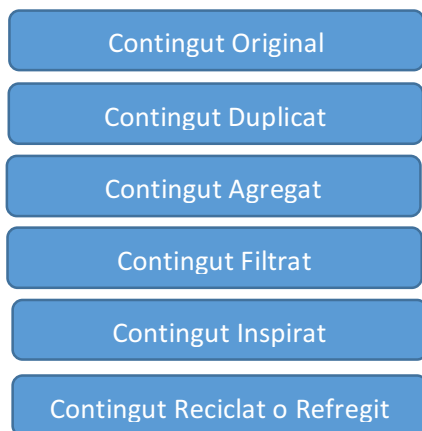 Contingut Original
Contingut Duplicat
Contingut Agregat
Contingut Filtrat
Contingut Inspirat
Contingut Reciclat o Refregit